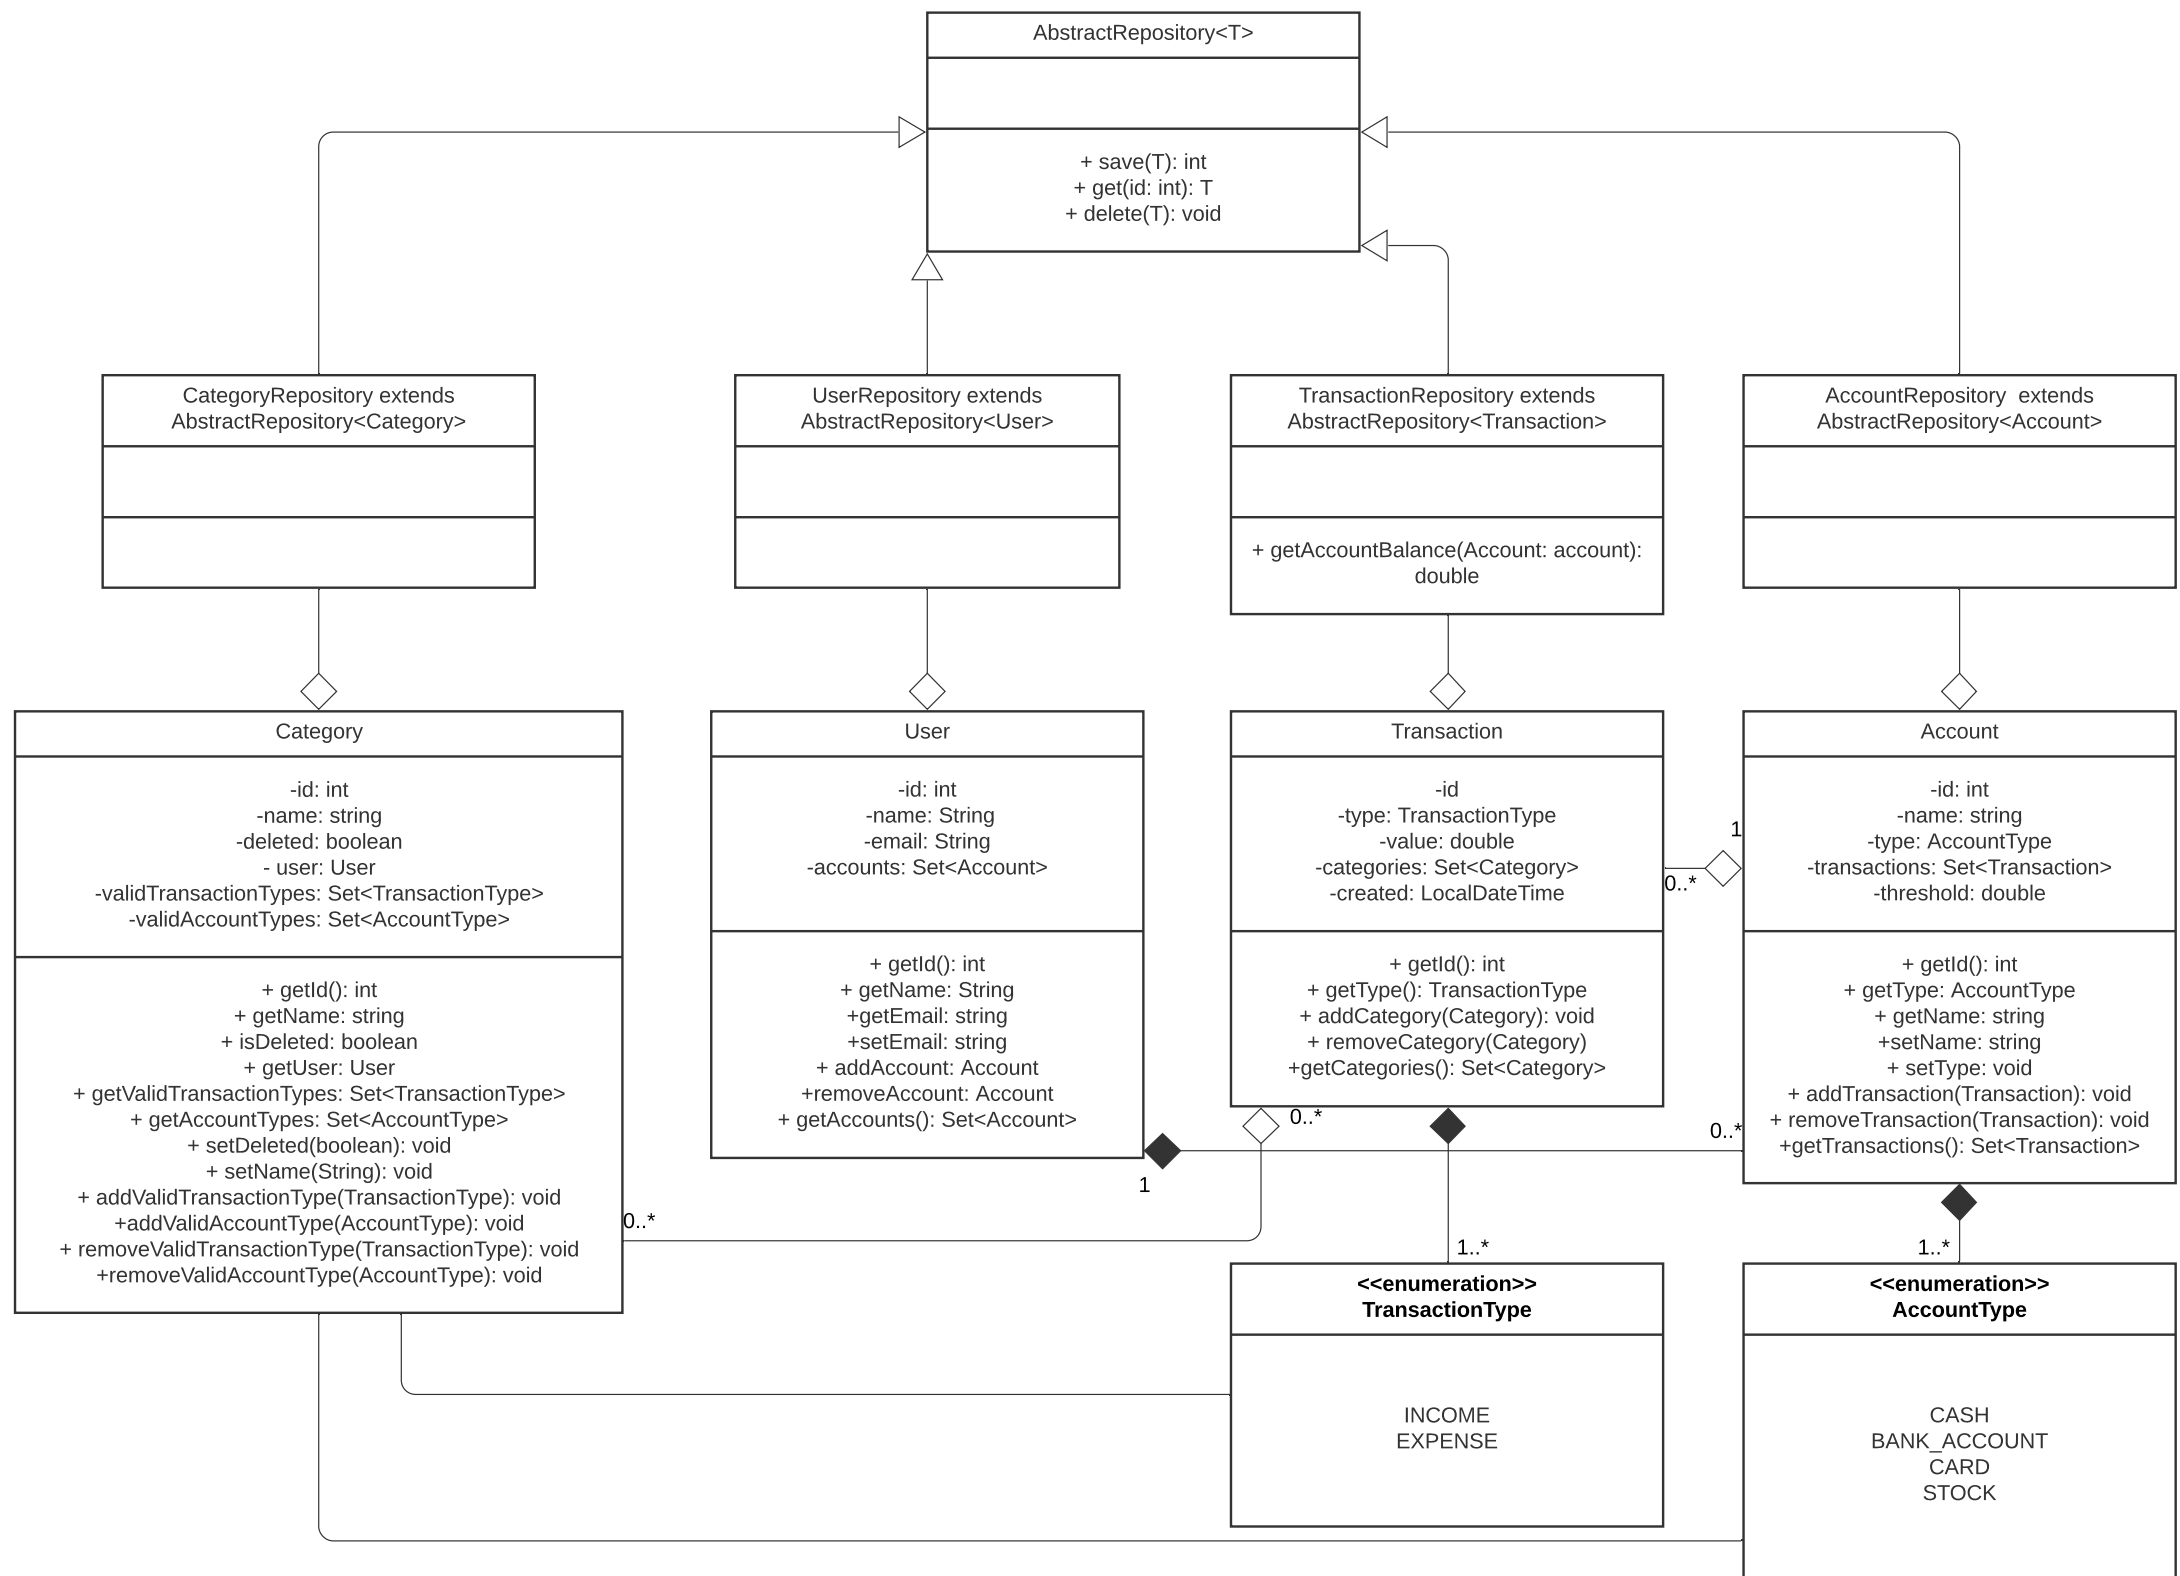 AbstractRepository<T>
+ save(T): int
+ get(id: int): T
+ delete(T): void
CategoryRepository extends
AbstractRepository<Category>
UserRepository extends
AbstractRepository<User>
TransactionRepository extends
AbstractRepository<Transaction>
+ getAccountBalance(Account: account):
double
AccountRepository  extends
AbstractRepository<Account>
Category
-id: int
-name: string
-deleted: boolean
- user: User
-validTransactionTypes: Set<TransactionType>
-validAccountTypes: Set<AccountType>
+ getId(): int
+ getName: string
+ isDeleted: boolean
+ getUser: User
+ getValidTransactionTypes: Set<TransactionType>
+ getAccountTypes: Set<AccountType>
+ setDeleted(boolean): void
+ setName(String): void
+ addValidTransactionType(TransactionType): void
+addValidAccountType(AccountType): void
+ removeValidTransactionType(TransactionType): void
+removeValidAccountType(AccountType): void
0..*
User
-id: int
-name: String
-email: String
-accounts: Set<Account>
+ getId(): int
+ getName: String
+getEmail: string
+setEmail: string
+ addAccount: Account
+removeAccount: Account
+ getAccounts(): Set<Account>
1
Transaction
-id
-type: TransactionType
-value: double
-categories: Set<Category>
-created: LocalDateTime
+ getId(): int
+ getType(): TransactionType
+ addCategory(Category): void
+ removeCategory(Category)
+getCategories(): Set<Category>
0..*
1
0..*
Account
-id: int
-name: string
-type: AccountType
-transactions: Set<Transaction>
-threshold: double
+ getId(): int
+ getType: AccountType
+ getName: string
+setName: string
+ setType: void
+ addTransaction(Transaction): void
+ removeTransaction(Transaction): void
+getTransactions(): Set<Transaction>
0..*
1..*
<<enumeration>>
TransactionType
INCOME
EXPENSE
1..*
<<enumeration>>
AccountType
CASH
BANK_ACCOUNT
CARD
STOCK